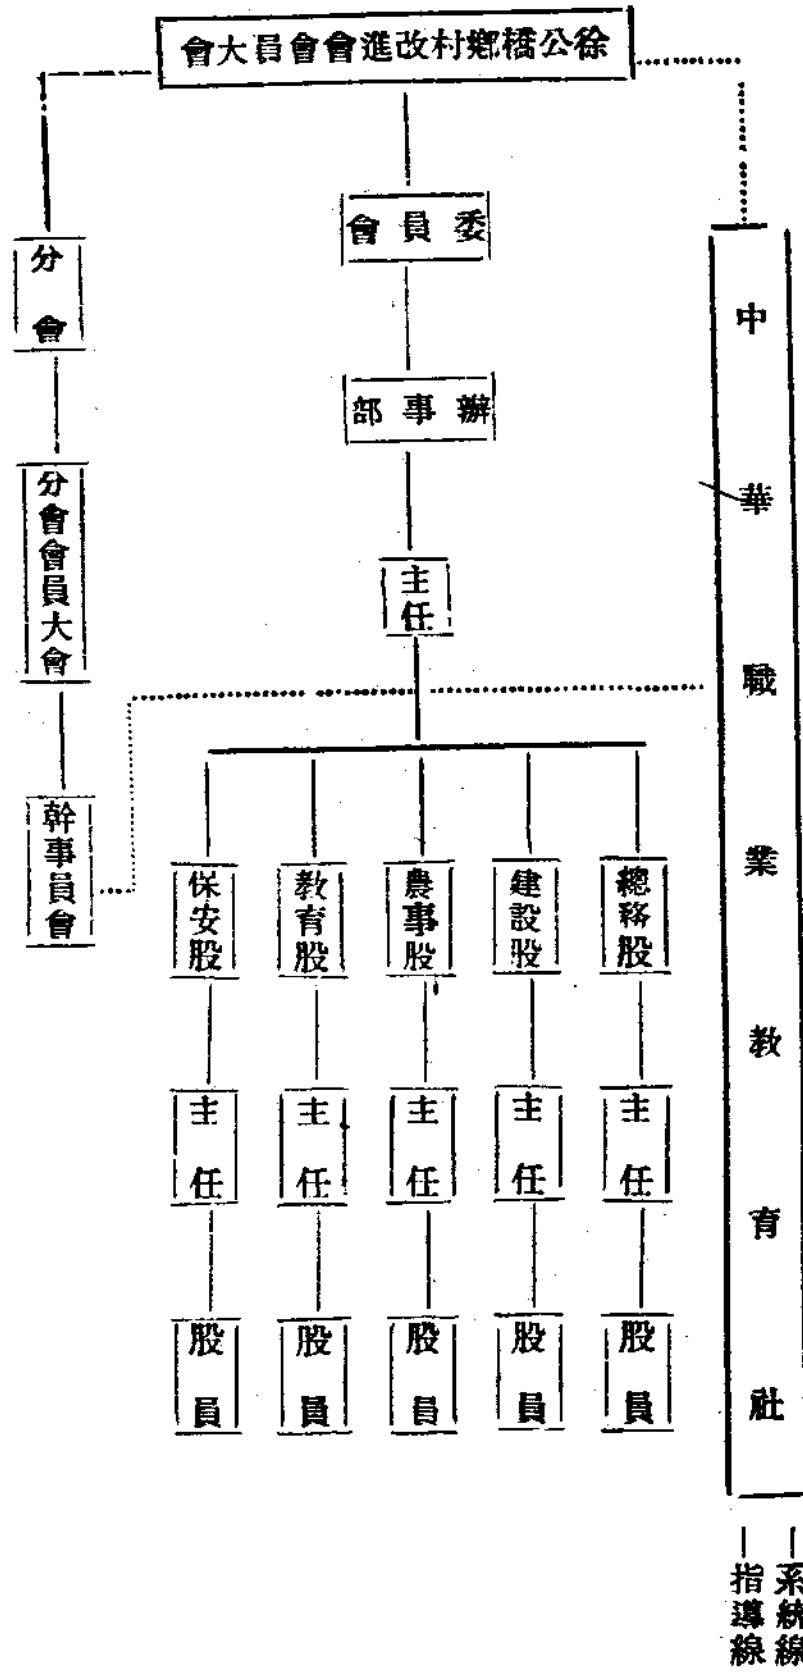 徐公橋鄉村改進會會員大會
委員會
辦事部
主任
總務股
建設股
農事股
教育股
保安股
主任
主任
主任
主任
主任
股員
股員
股員
股員
股員
分會
分會會員大會
幹事員會
中華職業教育社
系統線
指導線